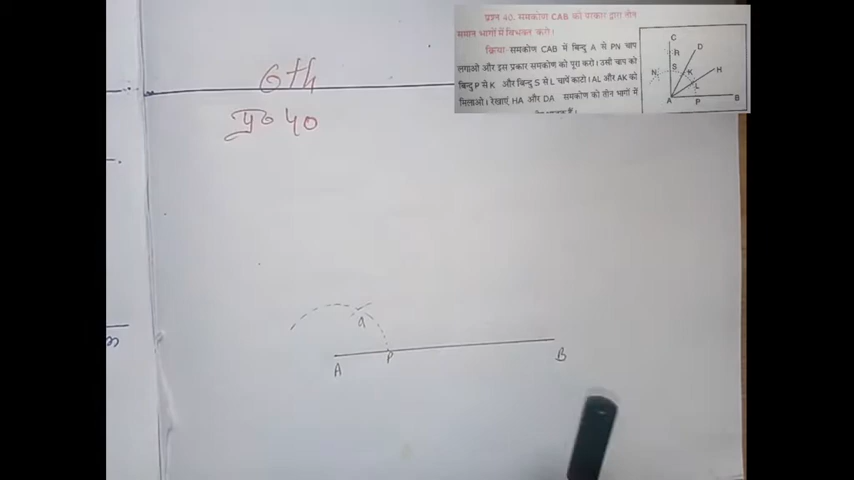 प्रश्न 40. समकोण CAB को परकार द्वारा तीन
समान भागों में विभक्त करो।
क्रिया- समकोण CAB में बिन्दु A से PN चाप
लगाओ और इस प्रकार समकोण को पूरा करो। उसी चाप को
बिन्दु P से K और बिन्दु S से L चापें काटो। AL और AK को
मिलाओ। रेखाएं HA और DA समकोण को तीन भागों में
C
R
D
S
K
H
N
L
A P B
6th
प्र० 40
a
A P B